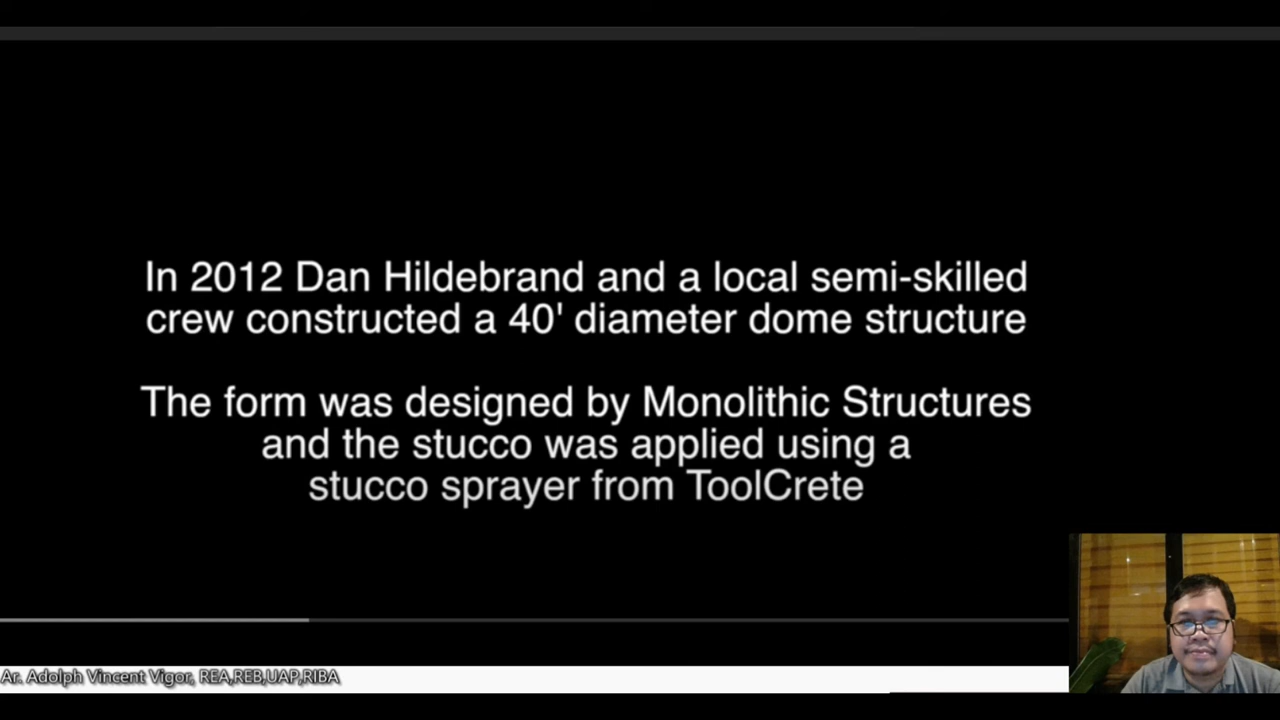 In 2012 Dan Hildebrand and a local semi-skilled
crew constructed a 40' diameter dome structure
The form was designed by Monolithic Structures
and the stucco was applied using a
stucco sprayer from ToolCrete
Ar. Adolph Vincent Vigor, REA,REB,UAP,RIBA